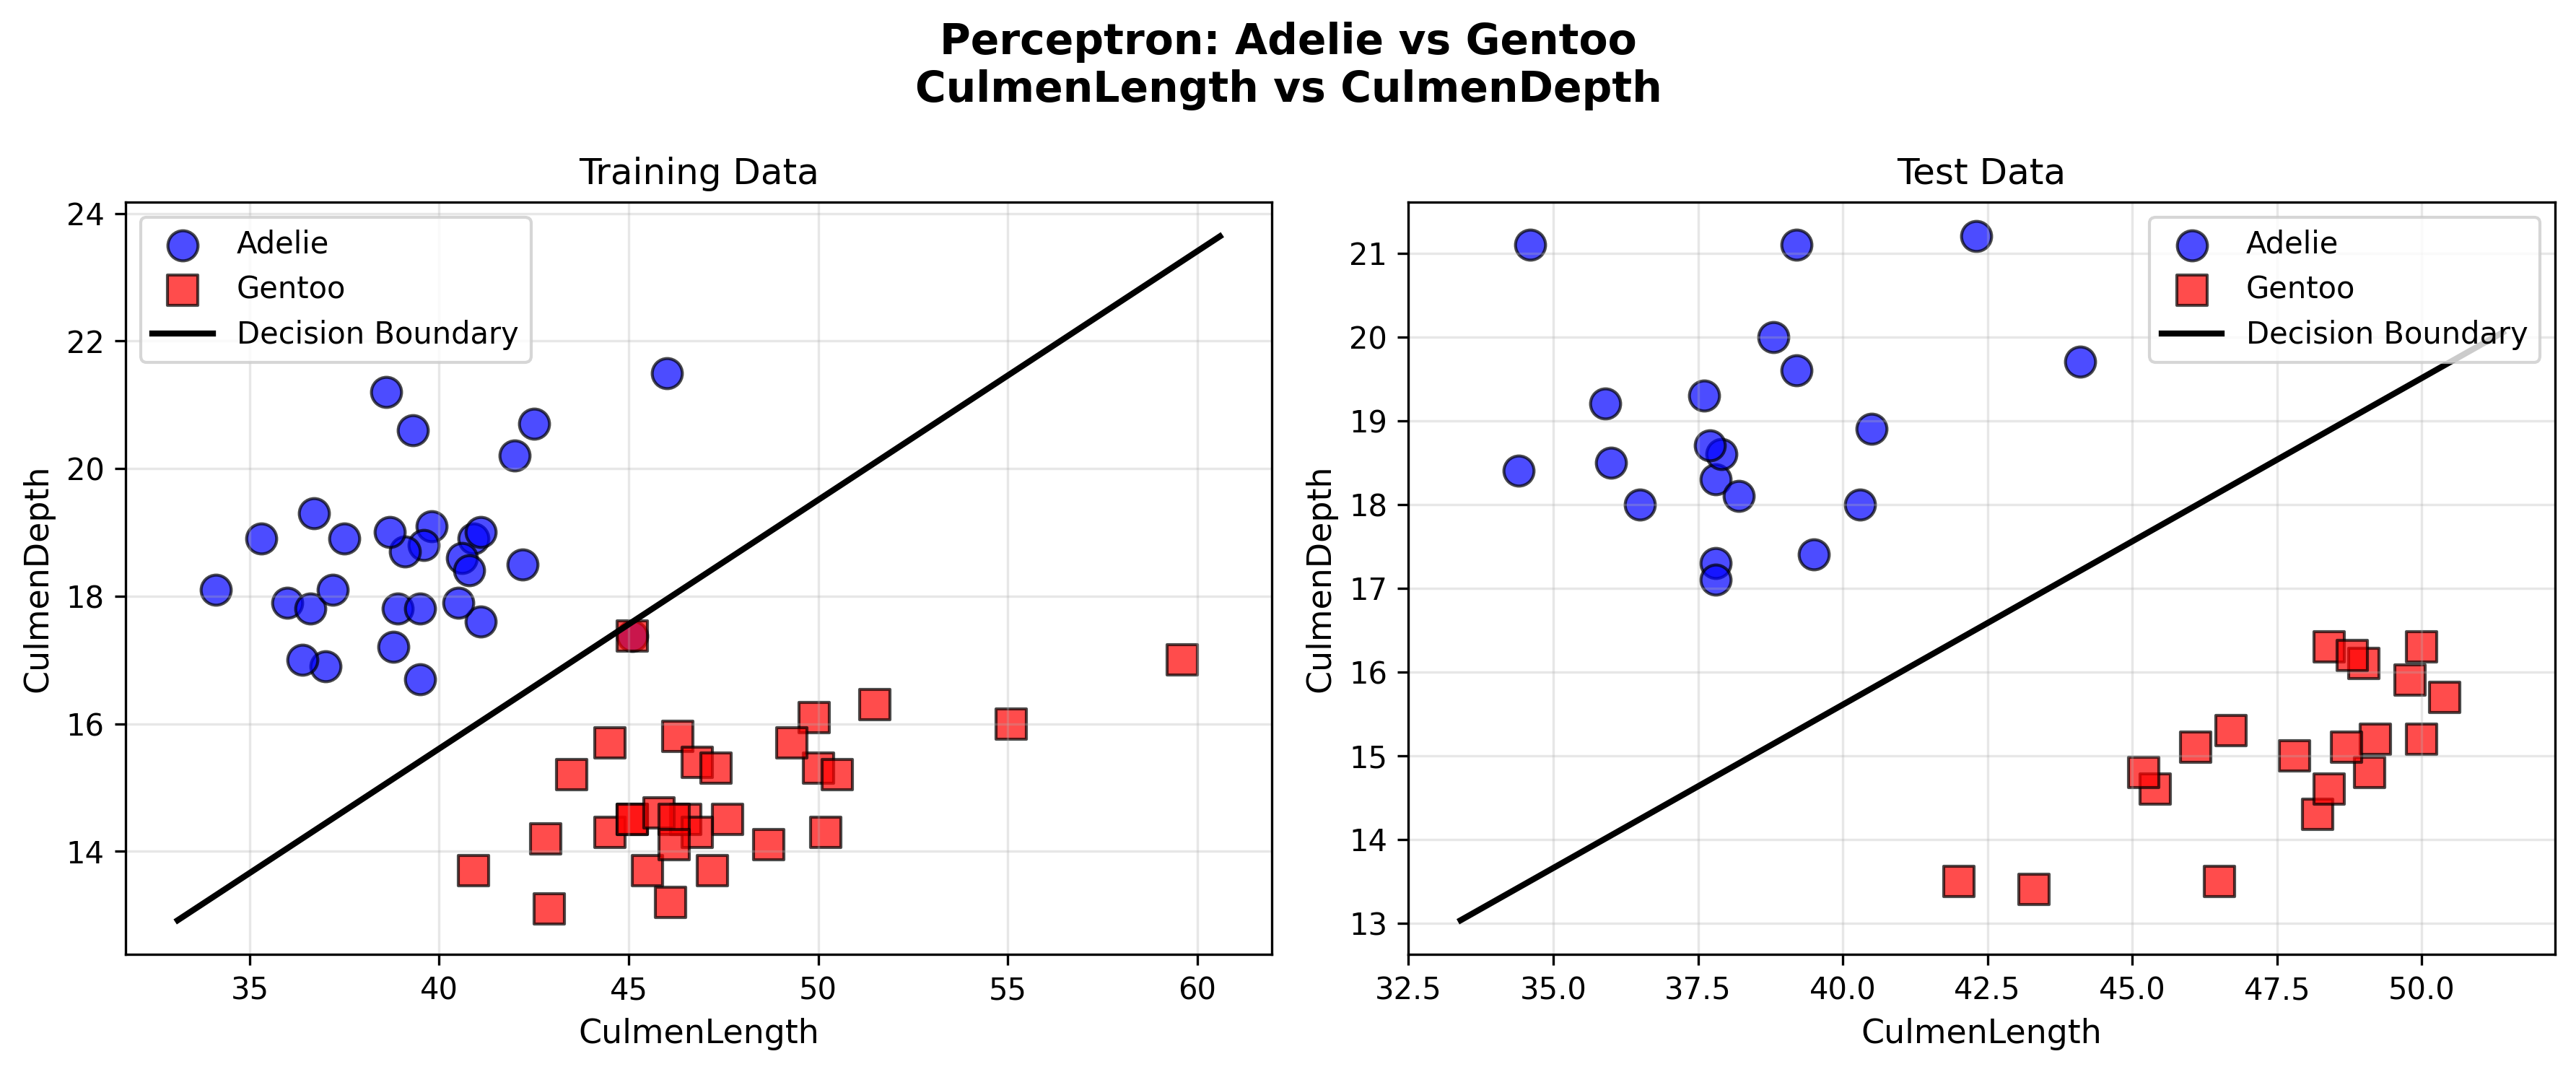 Perceptron: Adelie vs Gentoo
CulmenLength vs CulmenDepth
Training Data
CulmenDepth
24
22
20
18
16
14
Adelie
Gentoo
Decision Boundary
35
40
45
50
55
60
CulmenLength
Test Data
CulmenDepth
21
20
19
18
17
16
15
14
13
Adelie
Gentoo
Decision Boundary
32.5
35.0
37.5
40.0
42.5
45.0
47.5
50.0
CulmenLength